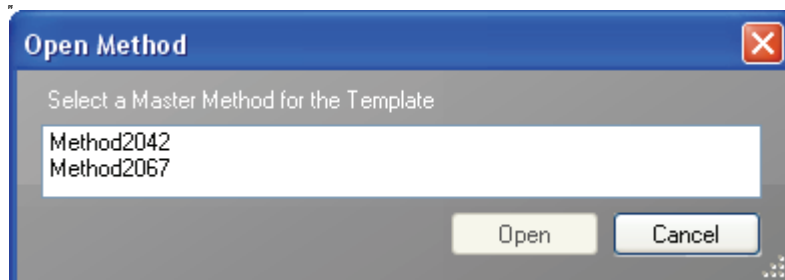 Open Method
Select a Master Method for the Template
Method2042
Method2067
Open Cancel